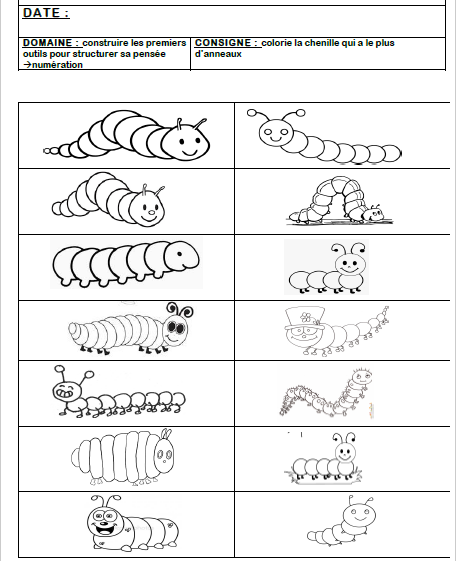 DATE :
DOMAINE : construire les premiers
outils pour structurer sa pensée
→numération
CONSIGNE : colorie la chenille qui a le plus
d'anneaux